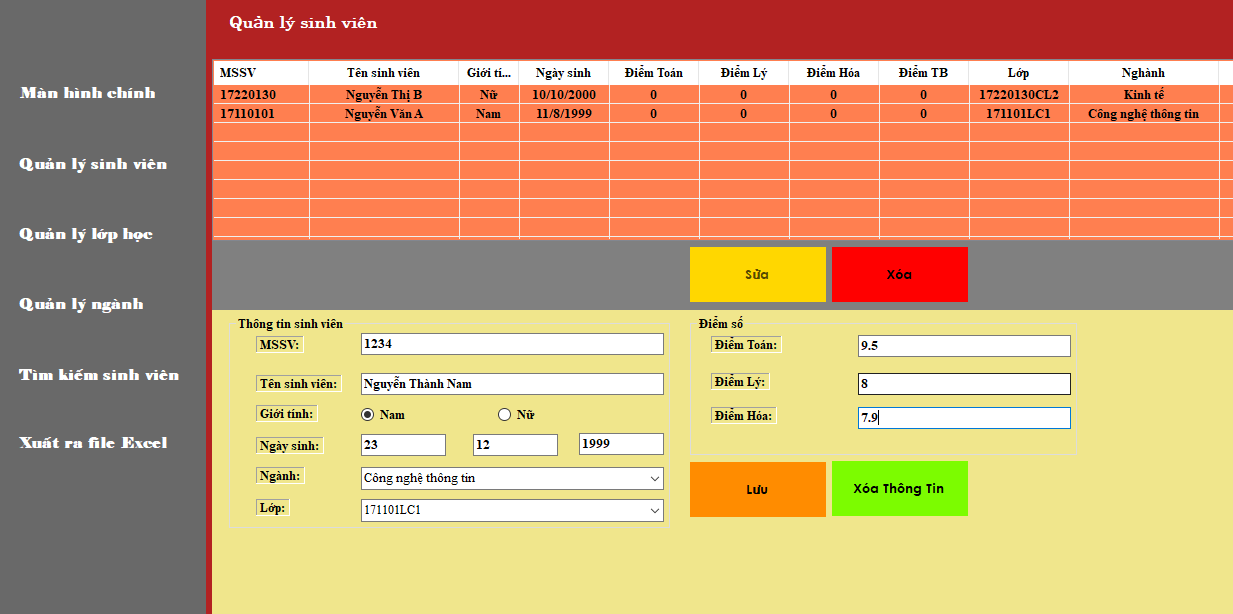 Quản lý sinh viên
Màn hình chính
Quản lý sinh viên
Quản lý lớp học
Quản lý ngành
Tìm kiếm sinh viên
Xuất ra file Excel
MSSV Tên sinh viên Giới tí... Ngày sinh Điểm Toán Điểm Lý Điểm Hóa Điểm TB Lớp Nghành
17220130 Nguyễn Thị B Nữ 10/10/2000 0 0 0 0 17220130CL2 Kinh tế
17110101 Nguyễn Văn A Nam 11/8/1999 0 0 0 0 171101LC1 Công nghệ thông tin
Sửa Xóa
Thông tin sinh viên
MSSV: 1234
Tên sinh viên: Nguyễn Thành Nam
Giới tính: Nam Nữ
Ngày sinh: 23 12 1999
Ngành: Công nghệ thông tin
Lớp: 171101LC1
Điểm số
Điểm Toán: 9.5
Điểm Lý: 8
Điểm Hóa: 7.9
Lưu Xóa Thông Tin